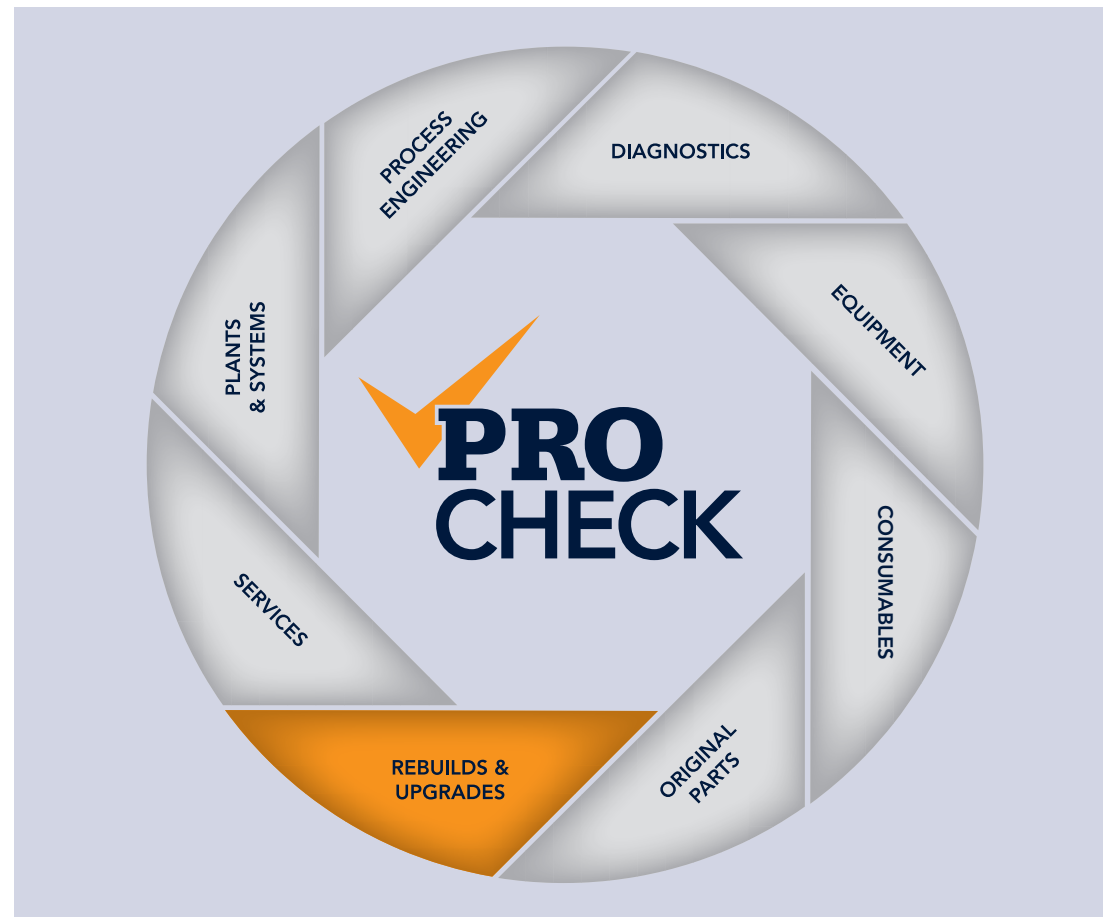 PROCESS
ENGINEERING
DIAGNOSTICS
EQUIPMENT
CONSUMABLES
ORIGINAL
PARTS
REBUILDS &
UPGRADES
SERVICES
PLANTS
& SYSTEMS
PRO
CHECK